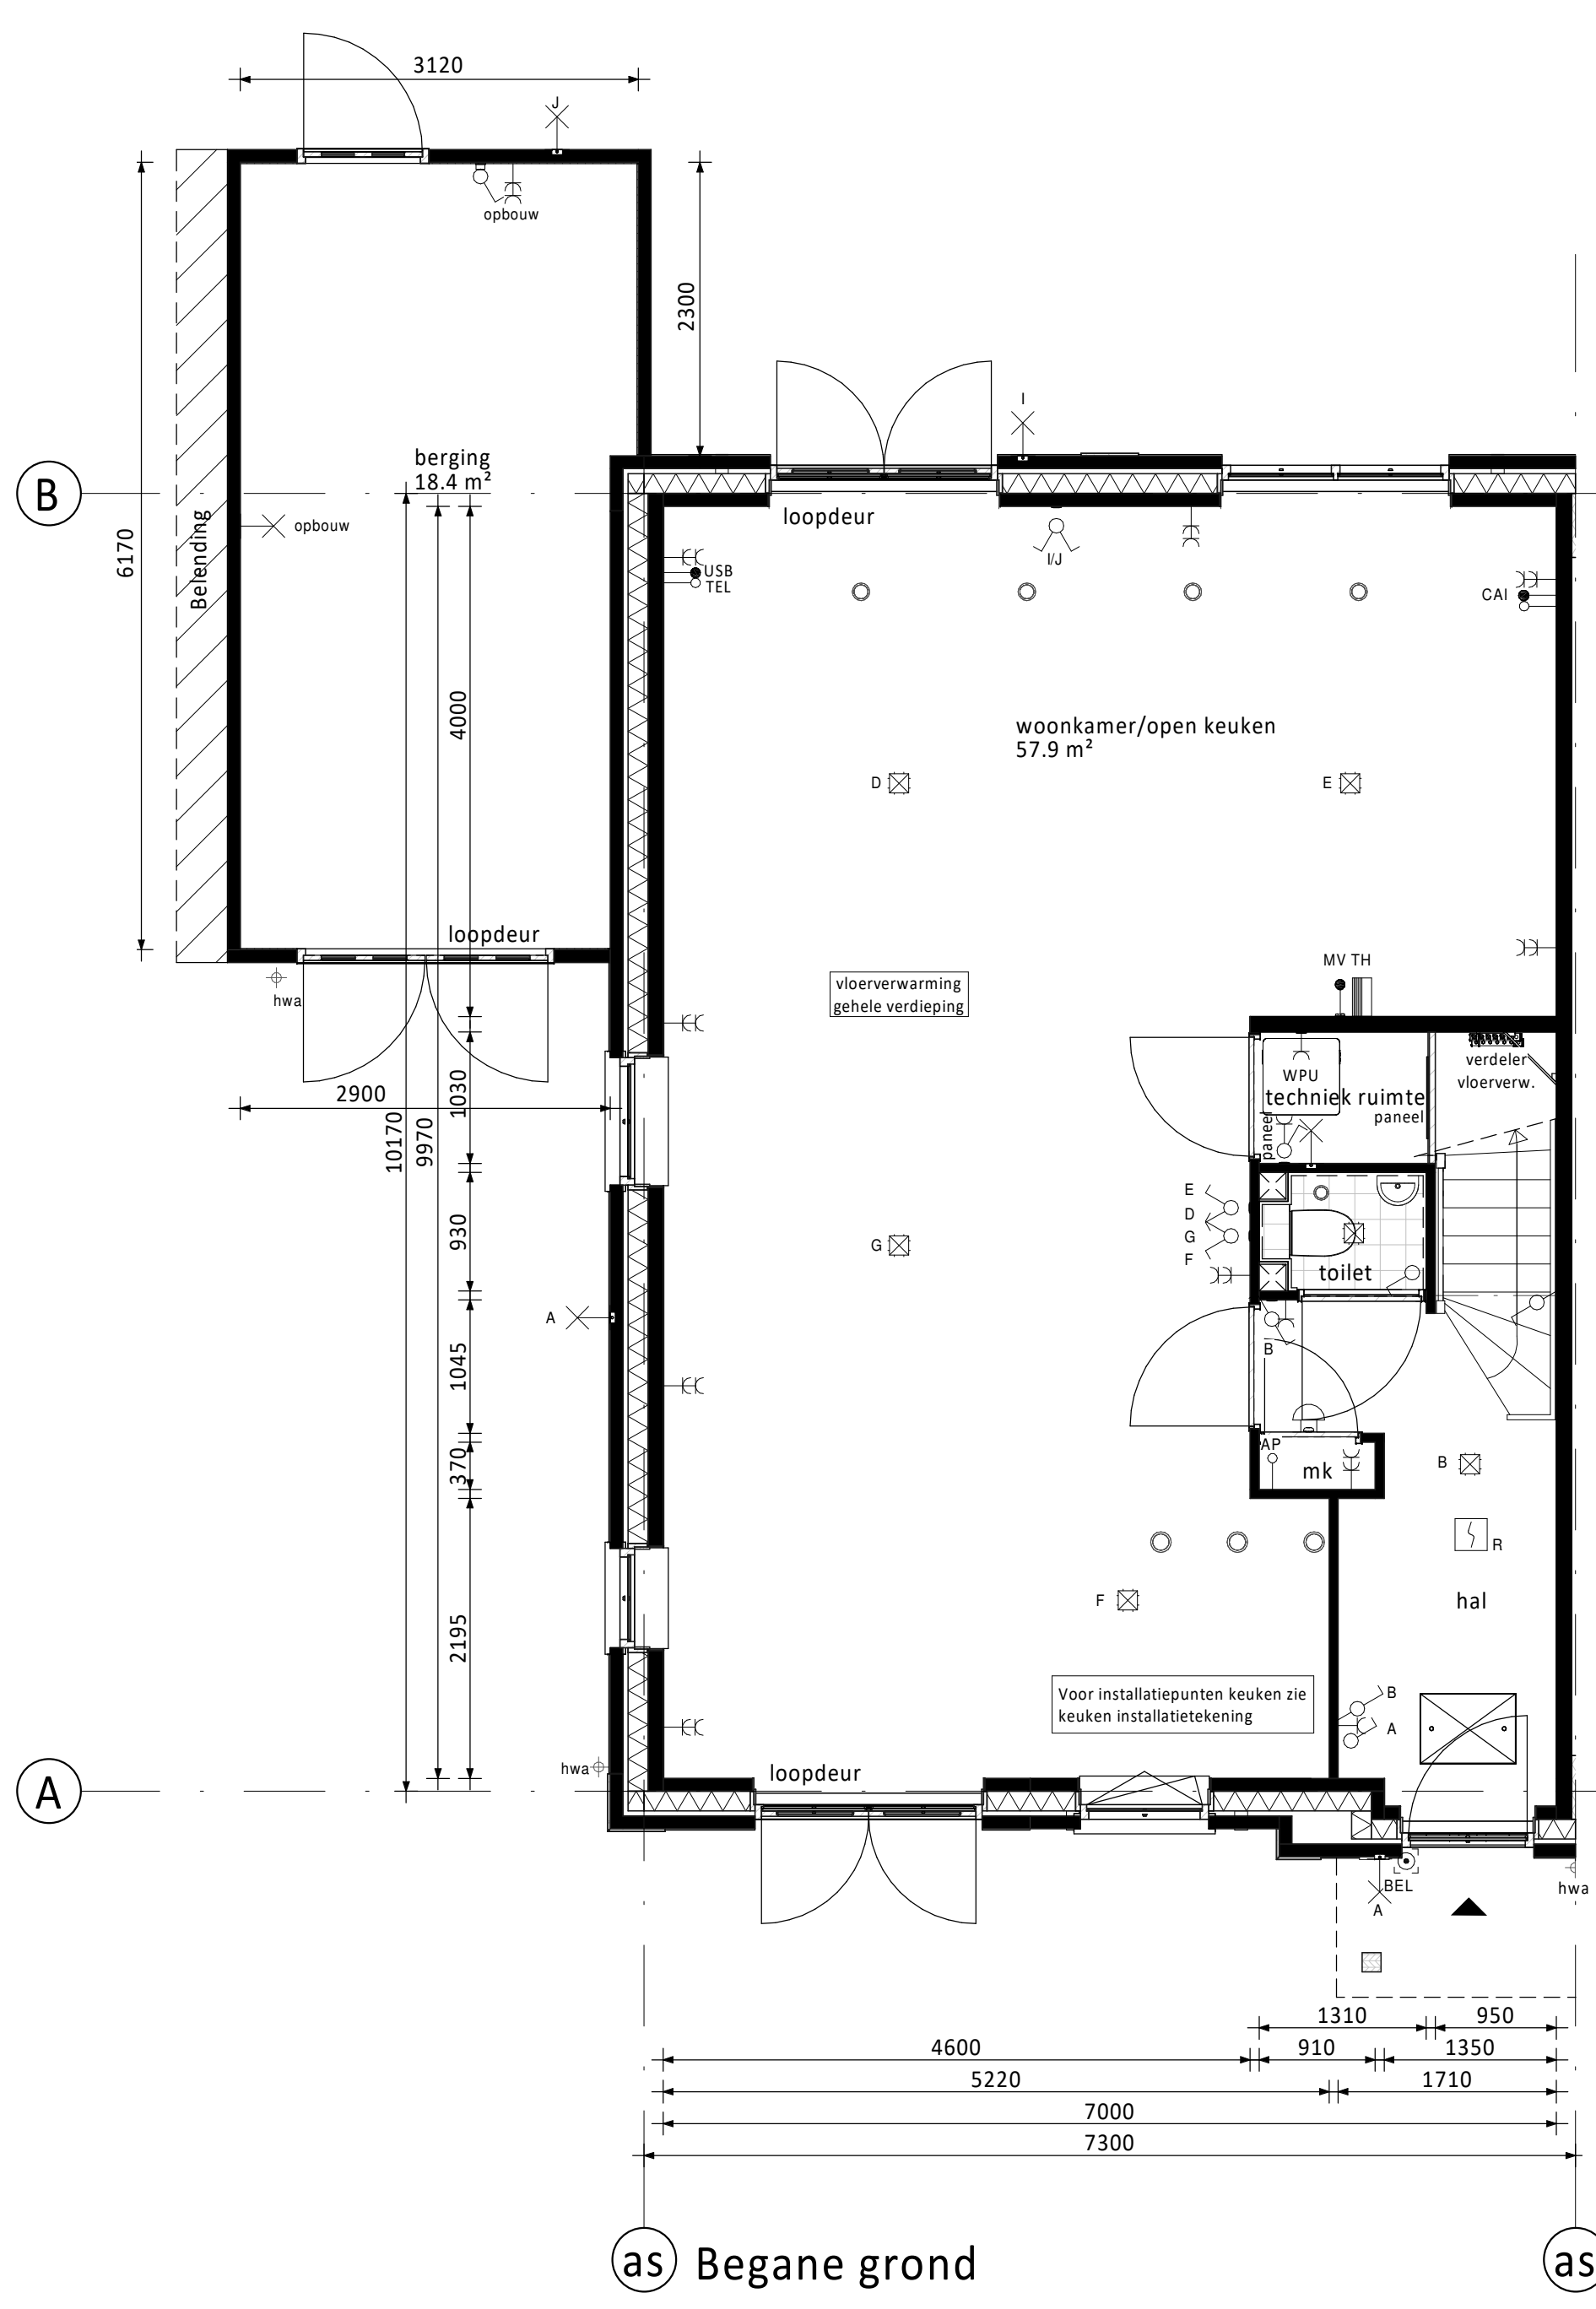 3120
J
opbouw
2300
I
berging
18.4 m²
B
loopdeur
opbouw
Belending
6170
USB
TEL
I/J
CAI
4000
woonkamer/open keuken
57.9 m²
D
E
loopdeur
hwa
vloerverwarming
gehele verdieping
MV TH
verdeler
vloerverw.
WPU
techniek ruimte
paneel
paneel
2900
1030
10170
9970
E
D
G
F
930
G
toilet
A
B
1045
370
AP
mk
B
R
F
hal
2195
Voor installatiepunten keuken zie
keuken installatietekening
B
A
hwa
loopdeur
A
BEL
A
hwa
1310
950
4600
910
1350
5220
1710
7000
7300
as
Begane grond
as